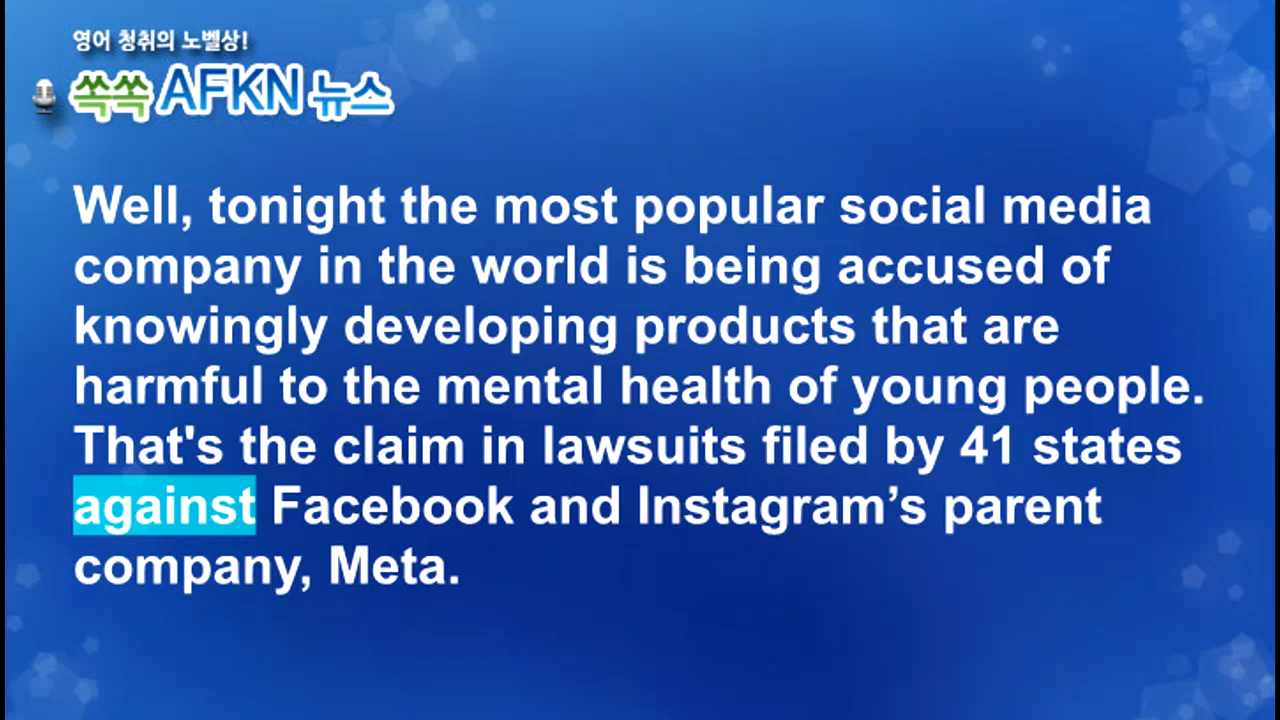 영어 청취의 노벨상!
쏙쏙 AFKN 뉴스
Well, tonight the most popular social media
company in the world is being accused of
knowingly developing products that are
harmful to the mental health of young people.
That's the claim in lawsuits filed by 41 states
against Facebook and Instagram’s parent
company, Meta.